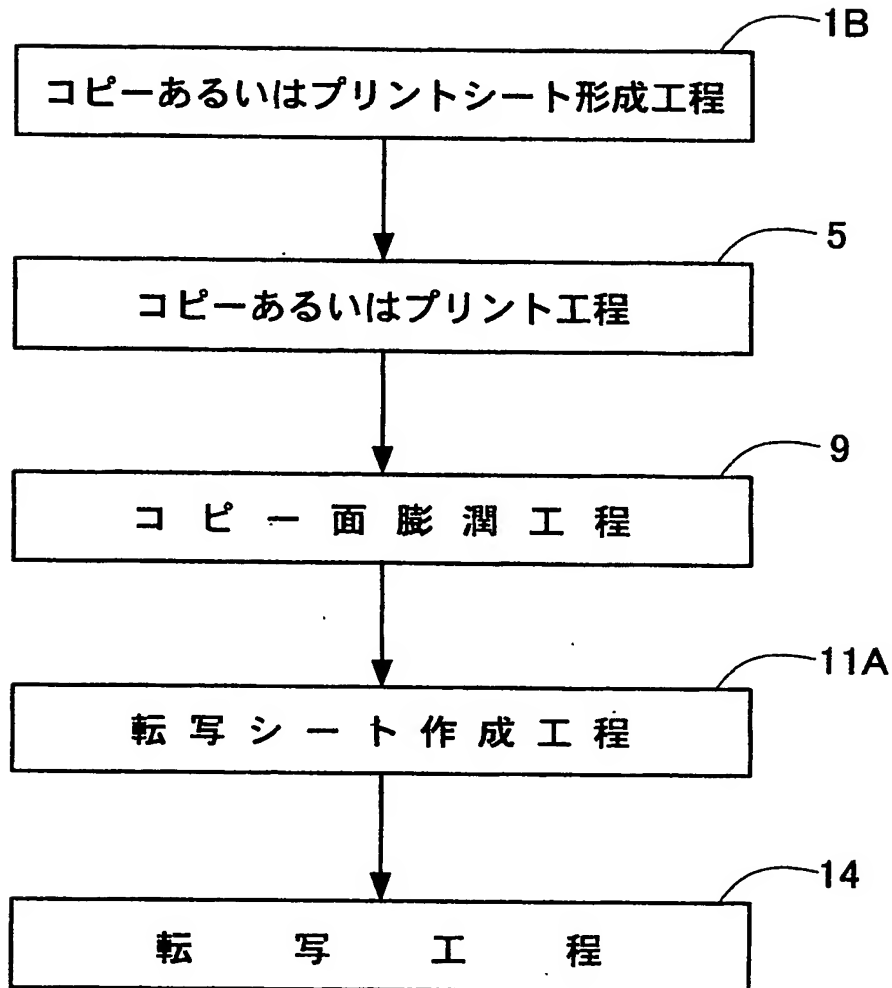 1B
コピーあるいはプリントシート形成工程
5
コピーあるいはプリント工程
9
コピー面膨潤工程
11A
転写シート作成工程
14
転写工程